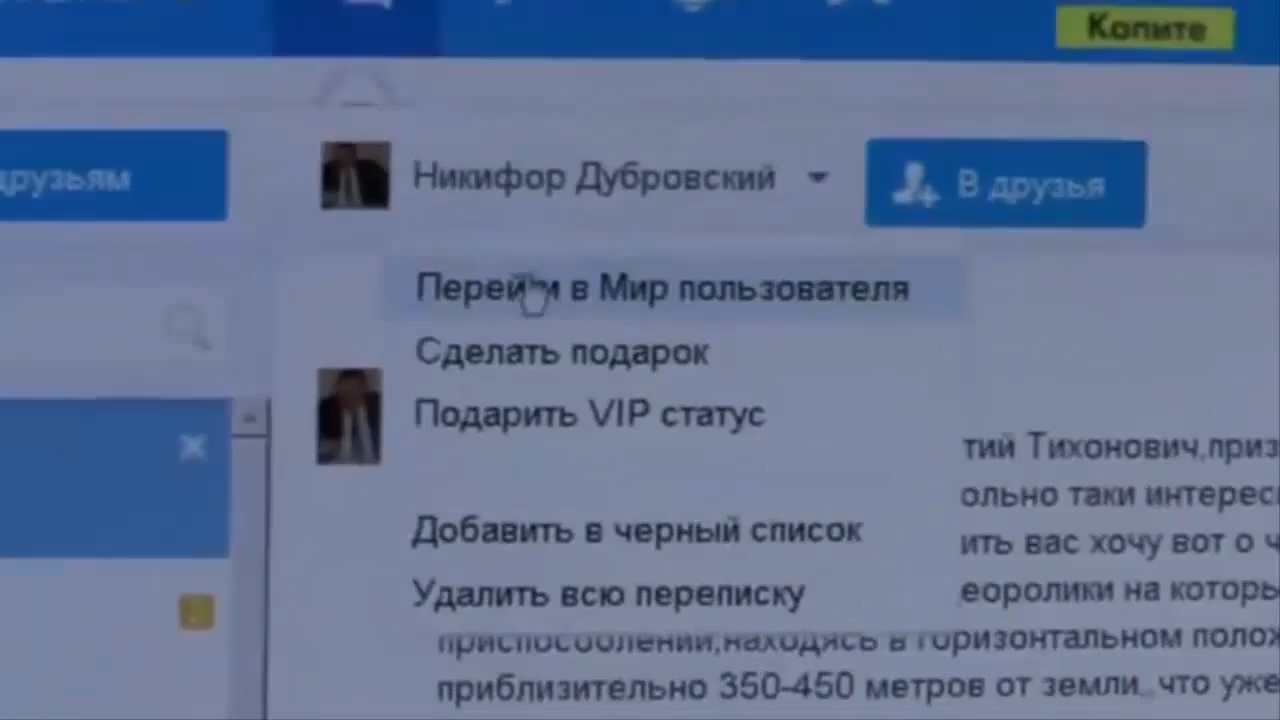 Копите
друзьям
Никифор Дубровский
В друзья
Перейти в Мир пользователя
Сделать подарок
Подарить VIP статус
тий Тихонович,приз
ольно таки интерес
Добавить в черный список
ить вас хочу вот о ч
Удалить всю переписку
еоролики на которы
приспособлений,находясь в горизонтальном полож
приблизительно 350-450 метров от земли, что уже